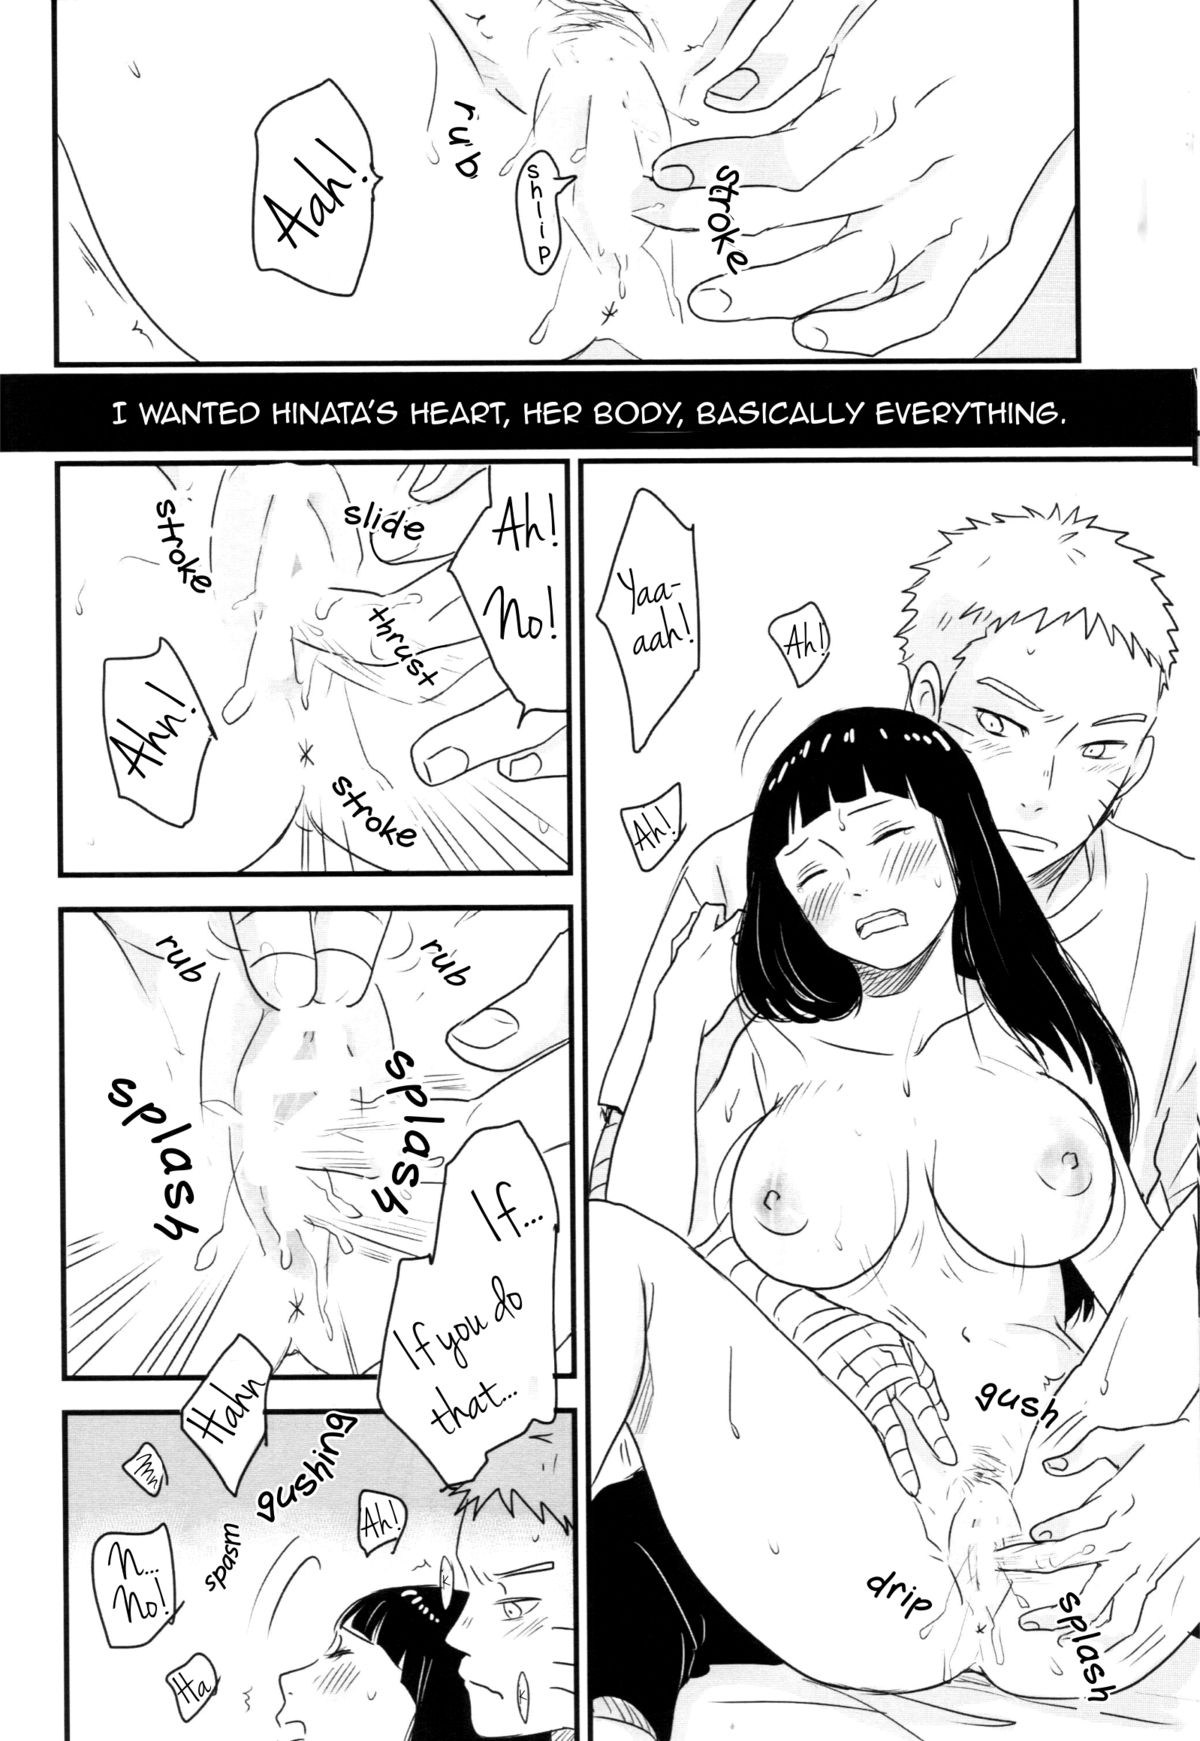 Aah!
rub
shlip
stroke
I WANTED HINATA'S HEART, HER BODY, BASICALLY EVERYTHING.
Yaa-
aah!
Ah!
Ah!
gush
drip
splash
stroke
slide
Ah!
No!
thrust
Ahn!
stroke
rub
rub
splash
splash
If...
If you do
that...
Hahn
gushing
Ah!
N...
No!
spasm
Ha
K
K